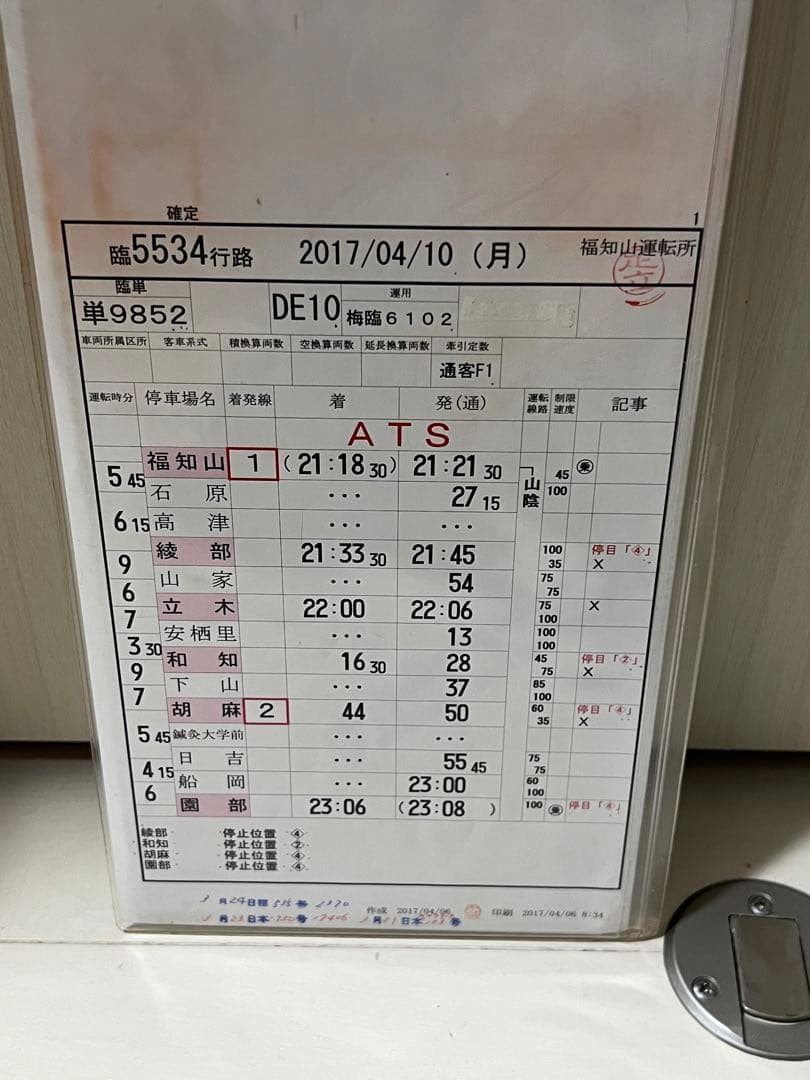 確定
1
臨5534行路 2017/04/10 (月) 福知山運転所
臨単
単9852 DE10 運用 梅臨6102
車両所属区所 客車系式 積換算両数 空換算両数 延長換算両数 牽引定数
通客F1
運転時分 停車場名 着発線 着 発(通) 運転線路 制限速度 記事
ATS
福知山 1 (21:18 30) 21:21 30 山陰 45 乗
5 45
石原 ・・・ 27 15 100
6 15
高津 ・・・ ・・・
綾部 21:33 30 21:45 100 35 停目「④」 X
9
山家 ・・・ 54 75 75
6
立木 22:00 22:06 75 100 X
7
安栖里 ・・・ 13 100 100
3 30
和知 16 30 28 45 75 停目「②」 X
9
下山 ・・・ 37 85 100
7
胡麻 2 44 50 60 35 停目「④」 X
5 45
鍼灸大学前 ・・・ ・・・
日吉 ・・・ 55 45 75 75
4 15
船岡 ・・・ 23:00 60 100
6
園部 23:06 (23:08 ) 100 乗 停目「④」
綾部 停止位置 ④
和知 停止位置 ②
胡麻 停止位置 ④
園部 停止位置 ④
作成 2017/04/06 印刷 2017/04/06 8:34